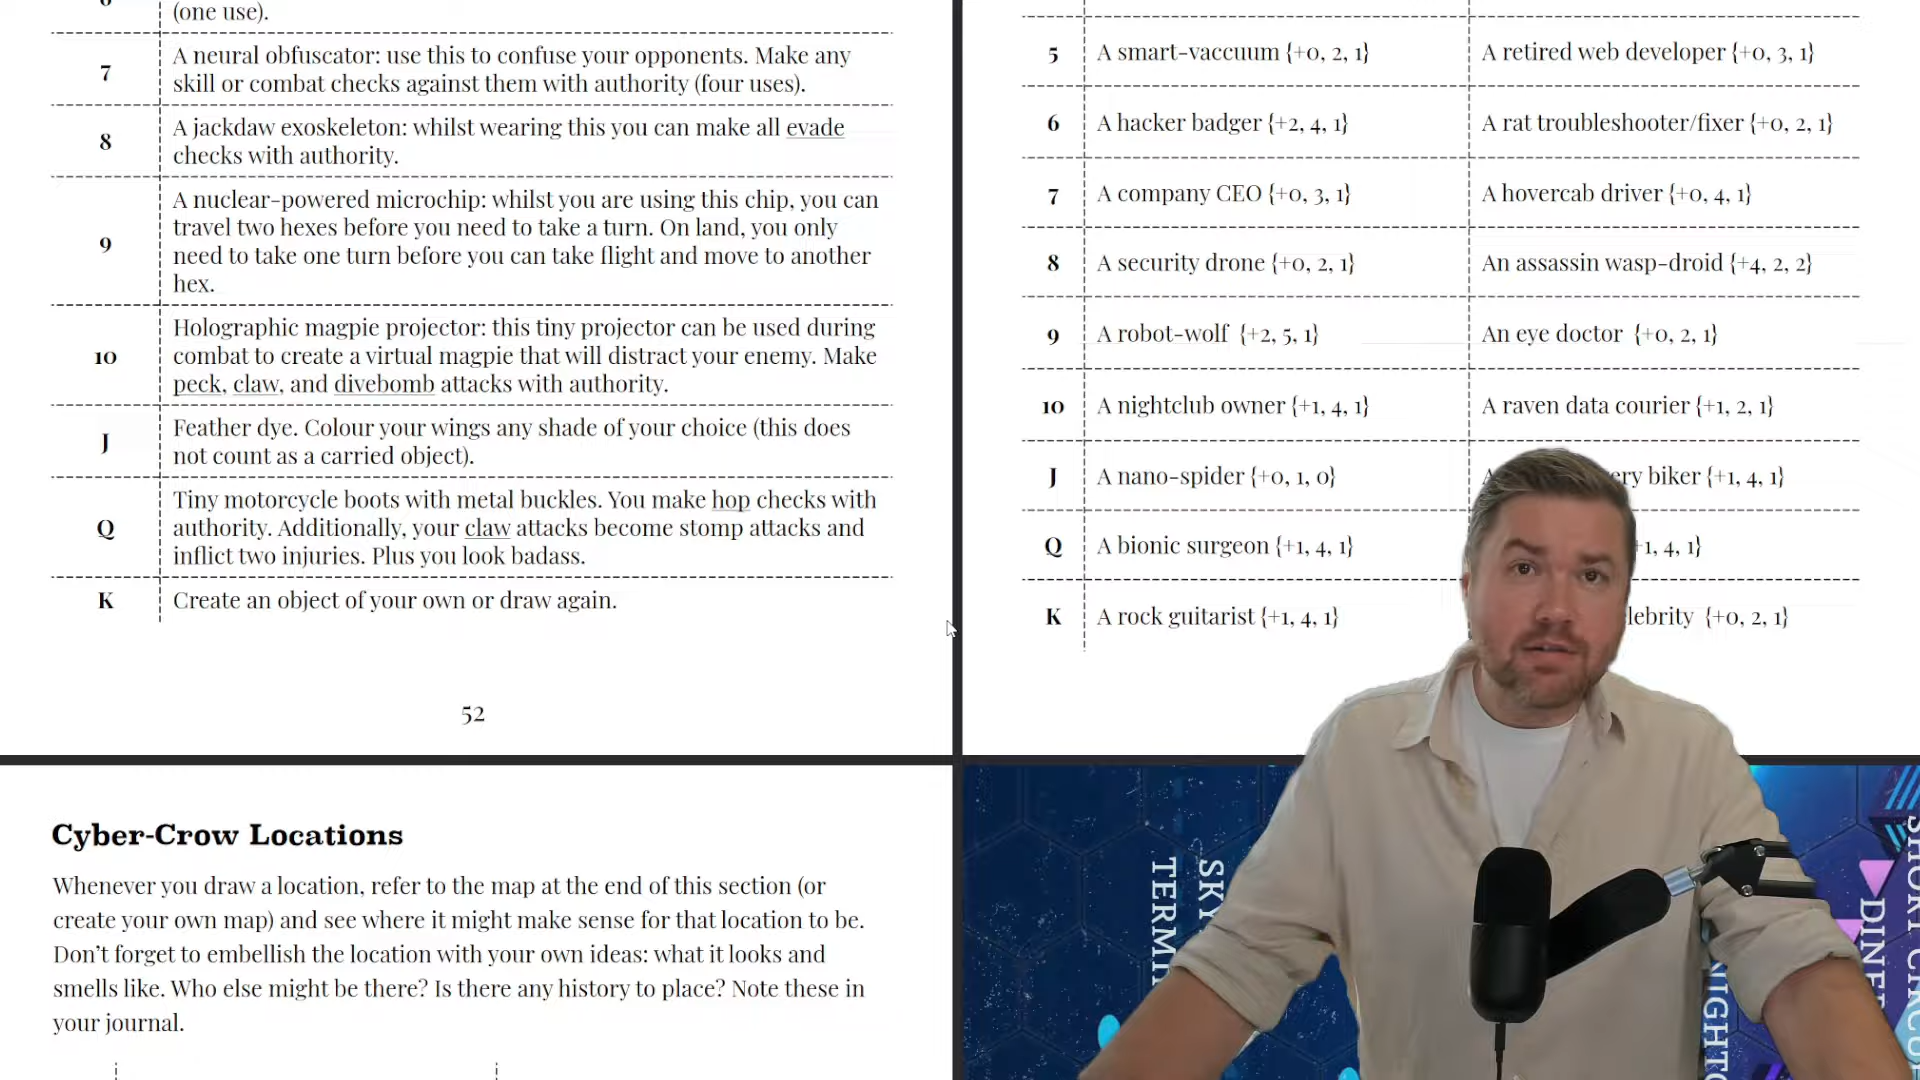 (one use).
7
A neural obfuscator: use this to confuse your opponents. Make any
skill or combat checks against them with authority (four uses).
8
A jackdaw exoskeleton: whilst wearing this you can make all evade
checks with authority.
9
A nuclear-powered microchip: whilst you are using this chip, you can
travel two hexes before you need to take a turn. On land, you only
need to take one turn before you can take flight and move to another
hex.
10
Holographic magpie projector: this tiny projector can be used during
combat to create a virtual magpie that will distract your enemy. Make
peck, claw, and divebomb attacks with authority.
J
Feather dye. Colour your wings any shade of your choice (this does
not count as a carried object).
Q
Tiny motorcycle boots with metal buckles. You make hop checks with
authority. Additionally, your claw attacks become stomp attacks and
inflict two injuries. Plus you look badass.
K
Create an object of your own or draw again.
52
5 A smart-vaccuum {+0, 2, 1} A retired web developer {+0, 3, 1}
6 A hacker badger {+2, 4, 1} A rat troubleshooter/fixer {+0, 2, 1}
7 A company CEO {+0, 3, 1} A hovercab driver {+0, 4, 1}
8 A security drone {+0, 2, 1} An assassin wasp-droid {+4, 2, 2}
9 A robot-wolf {+2, 5, 1} An eye doctor {+0, 2, 1}
10 A nightclub owner {+1, 4, 1} A raven data courier {+1, 2, 1}
J A nano-spider {+0, 1, 0} biker {+1, 4, 1}
Q A bionic surgeon {+1, 4, 1} 4, 1}
K A rock guitarist {+1, 4, 1} {+0, 2, 1}
Cyber-Crow Locations
Whenever you draw a location, refer to the map at the end of this section (or
create your own map) and see where it might make sense for that location to be.
Don't forget to embellish the location with your own ideas: what it looks and
smells like. Who else might be there? Is there any history to place? Note these in
your journal.
SKY